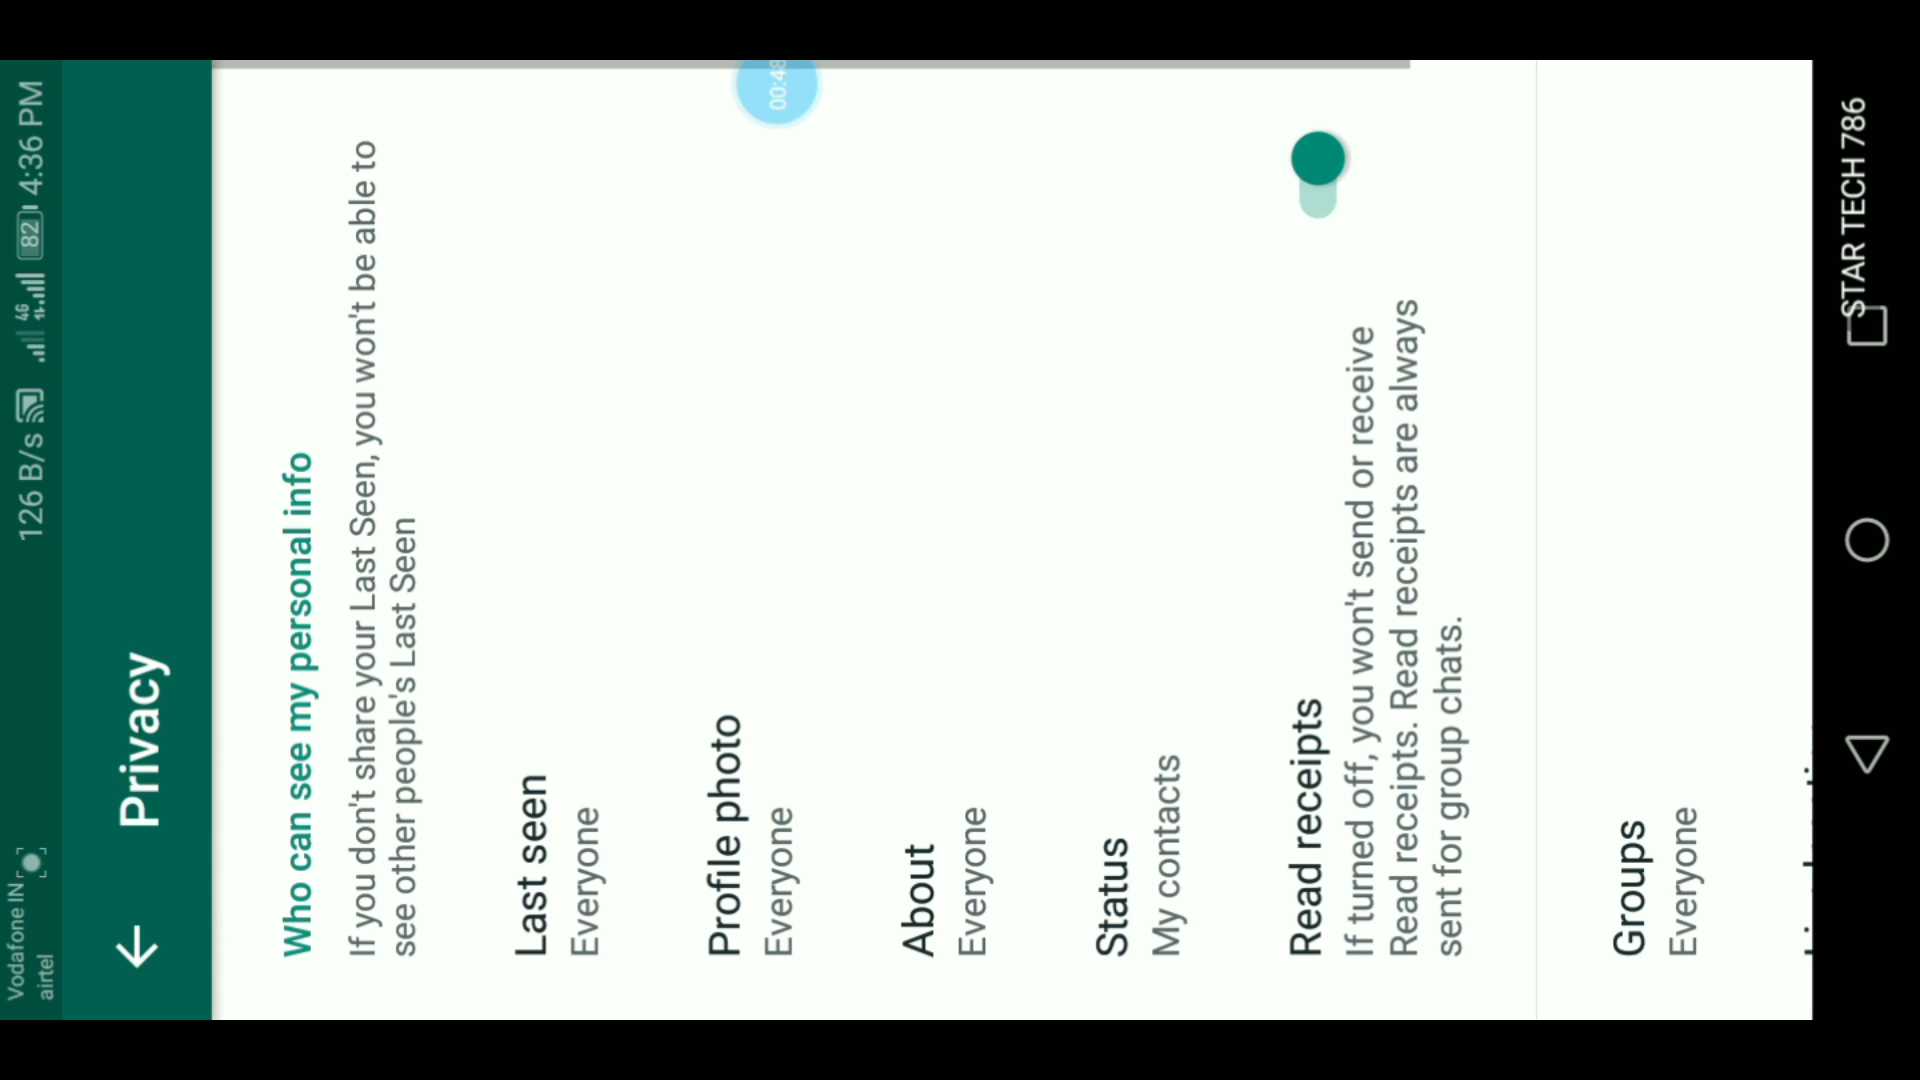 Vodafone IN
airtel
126 B/s 4G 82 4:36 PM
Privacy
Who can see my personal info
If you don't share your Last Seen, you won't be able to
see other people's Last Seen
Last seen
Everyone
00:48
Profile photo
Everyone
About
Everyone
Status
My contacts
Read receipts
If turned off, you won't send or receive
Read receipts. Read receipts are always
sent for group chats.
Groups
Everyone
STAR TECH 786